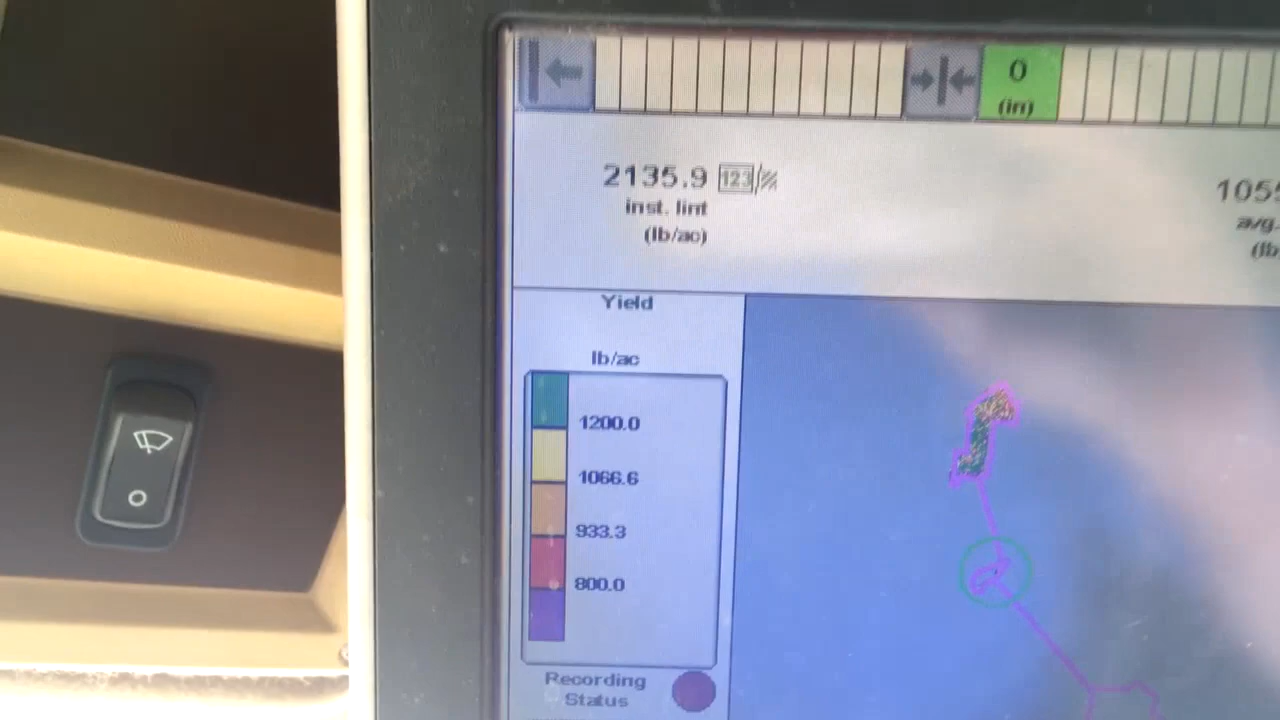 0
(in)
2135.9 123
inst. lint
(lb/ac)
Yield
lb/ac
1200.0
1066.6
933.3
800.0
Recording
Status